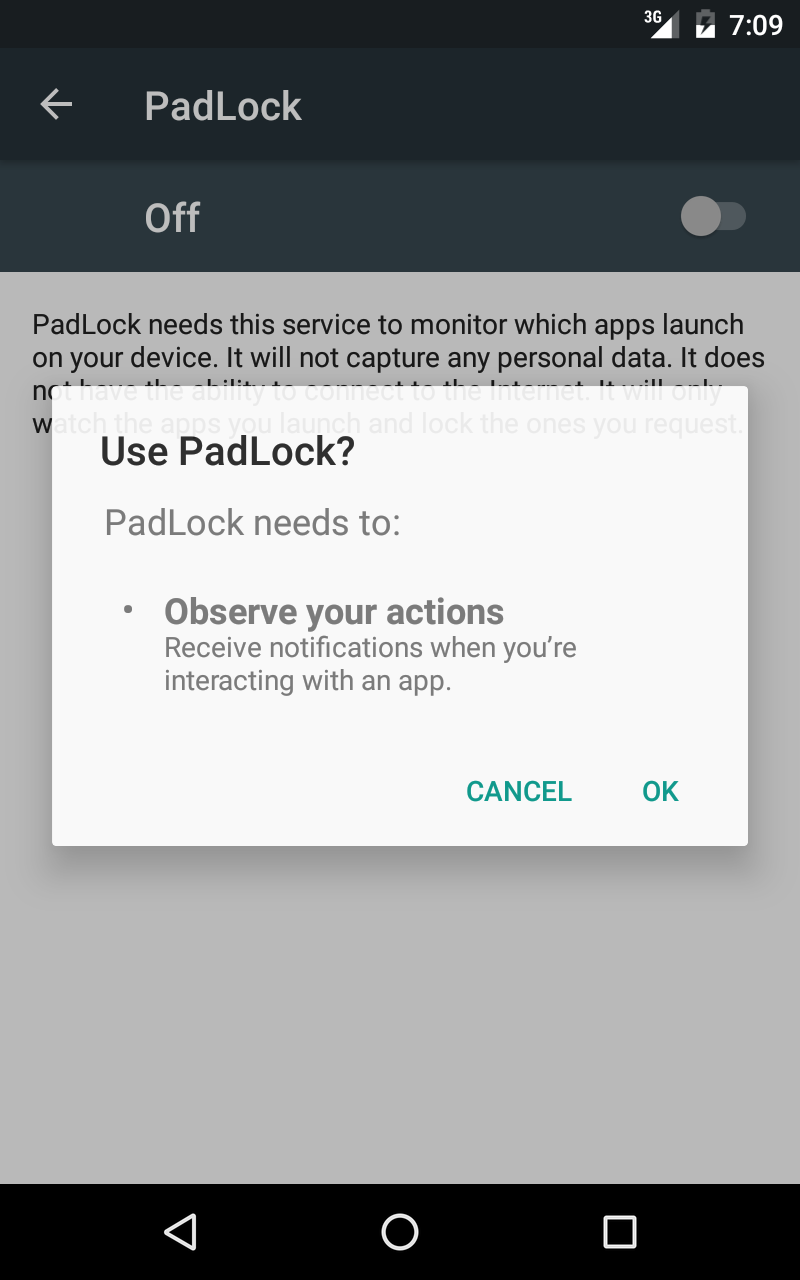 3G 7:09
PadLock
Off
PadLock needs this service to monitor which apps launch
on your device. It will not capture any personal data. It does
not have the ability to connect to the Internet. It will only
watch the apps you launch and lock the ones you request.
Use PadLock?
PadLock needs to:
• Observe your actions
Receive notifications when you’re
interacting with an app.
CANCEL OK